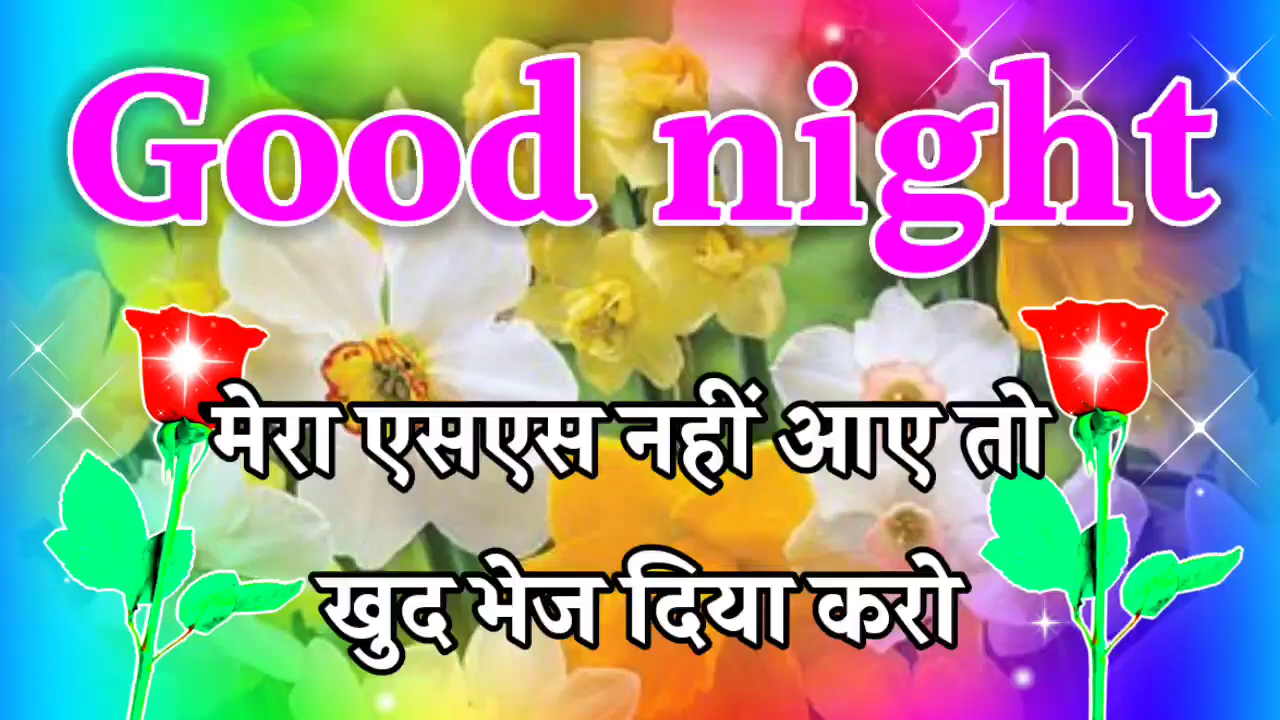 Good night
मेरा एसएस नहीं आए तो
खुद भेज दिया करो